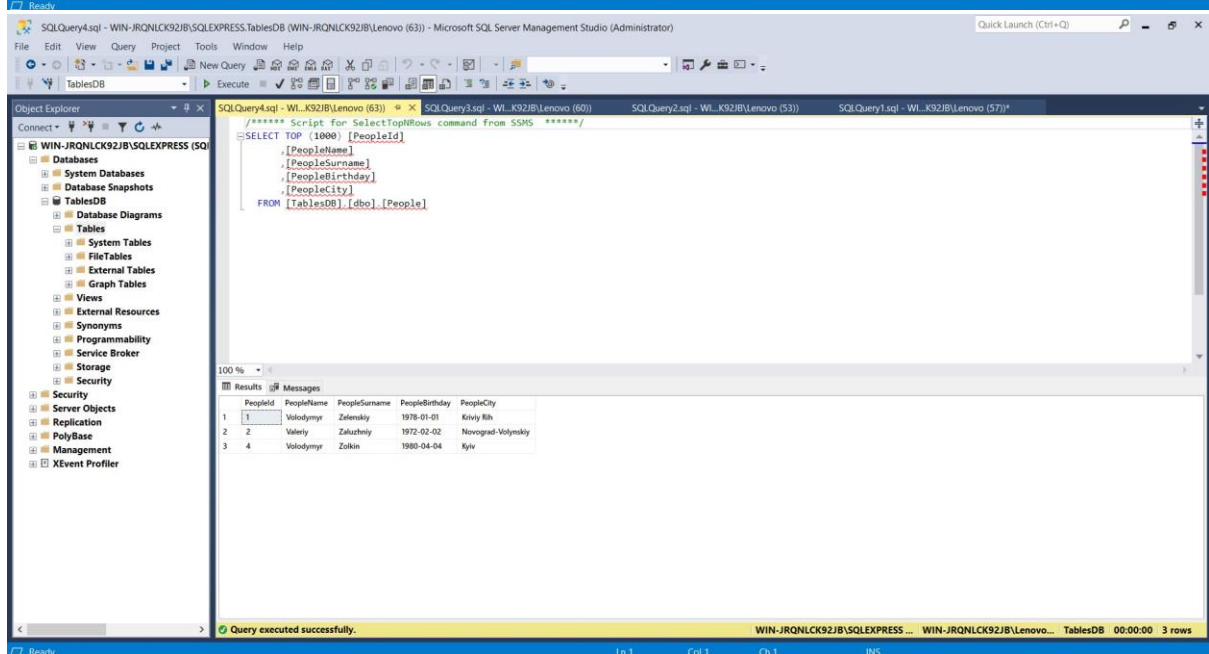 Ready
SQLQuery4.sql - WIN-JRQNLCK92JB\SQLEXPRESS.TablesDB (WIN-JRQNLCK92JB\Lenovo (63)) - Microsoft SQL Server Management Studio (Administrator)
Quick Launch (Ctrl+Q)
File Edit View Query Project Tools Window Help
New Query
TablesDB
Execute
Object Explorer
SQLQuery4.sql - WI...K92JB\Lenovo (63))
SQLQuery3.sql - WI...K92JB\Lenovo (60))
SQLQuery2.sql - WI...K92JB\Lenovo (53))
SQLQuery1.sql - WI...K92JB\Lenovo (57))*
Connect
WIN-JRQNLCK92JB\SQLEXPRESS (SQ
Databases
System Databases
Database Snapshots
TablesDB
Database Diagrams
Tables
System Tables
FileTables
External Tables
Graph Tables
Views
External Resources
Synonyms
Programmability
Service Broker
Storage
Security
Security
Server Objects
Replication
PolyBase
Management
XEvent Profiler
/****** Script for SelectTopNRows command from SSMS ******/
SELECT TOP (1000) [PeopleId]
,[PeopleName]
,[PeopleSurname]
,[PeopleBirthday]
,[PeopleCity]
FROM [TablesDB].[dbo].[People]
100 %
Results Messages
PeopleId PeopleName PeopleSurname PeopleBirthday PeopleCity
1 1 Volodymyr Zelenskiy 1978-01-01 Kriviy Rih
2 2 Valeriy Zaluzhniy 1972-02-02 Novograd-Volynskiy
3 4 Volodymyr Zolkin 1980-04-04 Kyiv
Query executed successfully.
WIN-JRQNLCK92JB\SQLEXPRESS ... WIN-JRQNLCK92JB\Lenovo... TablesDB 00:00:00 3 rows
Ready Ln 1 Col 1 Ch 1 INS